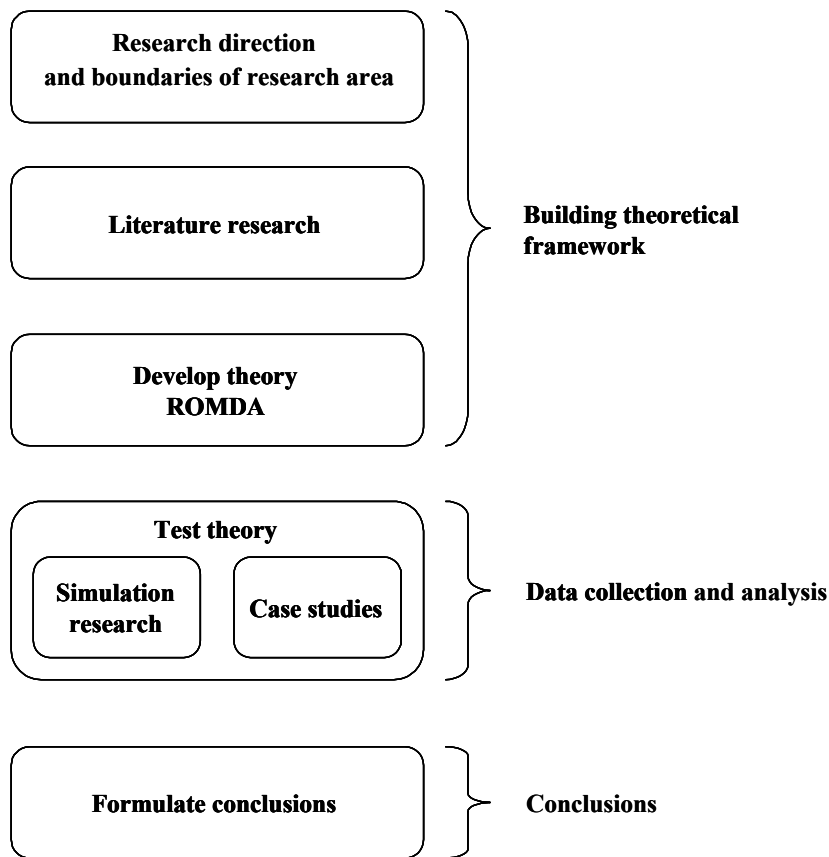 Research direction
and boundaries of research area
Literature research
Building theoretical
framework
Develop theory
ROMDA
Test theory
Simulation
research
Case studies
Data collection and analysis
Formulate conclusions
Conclusions